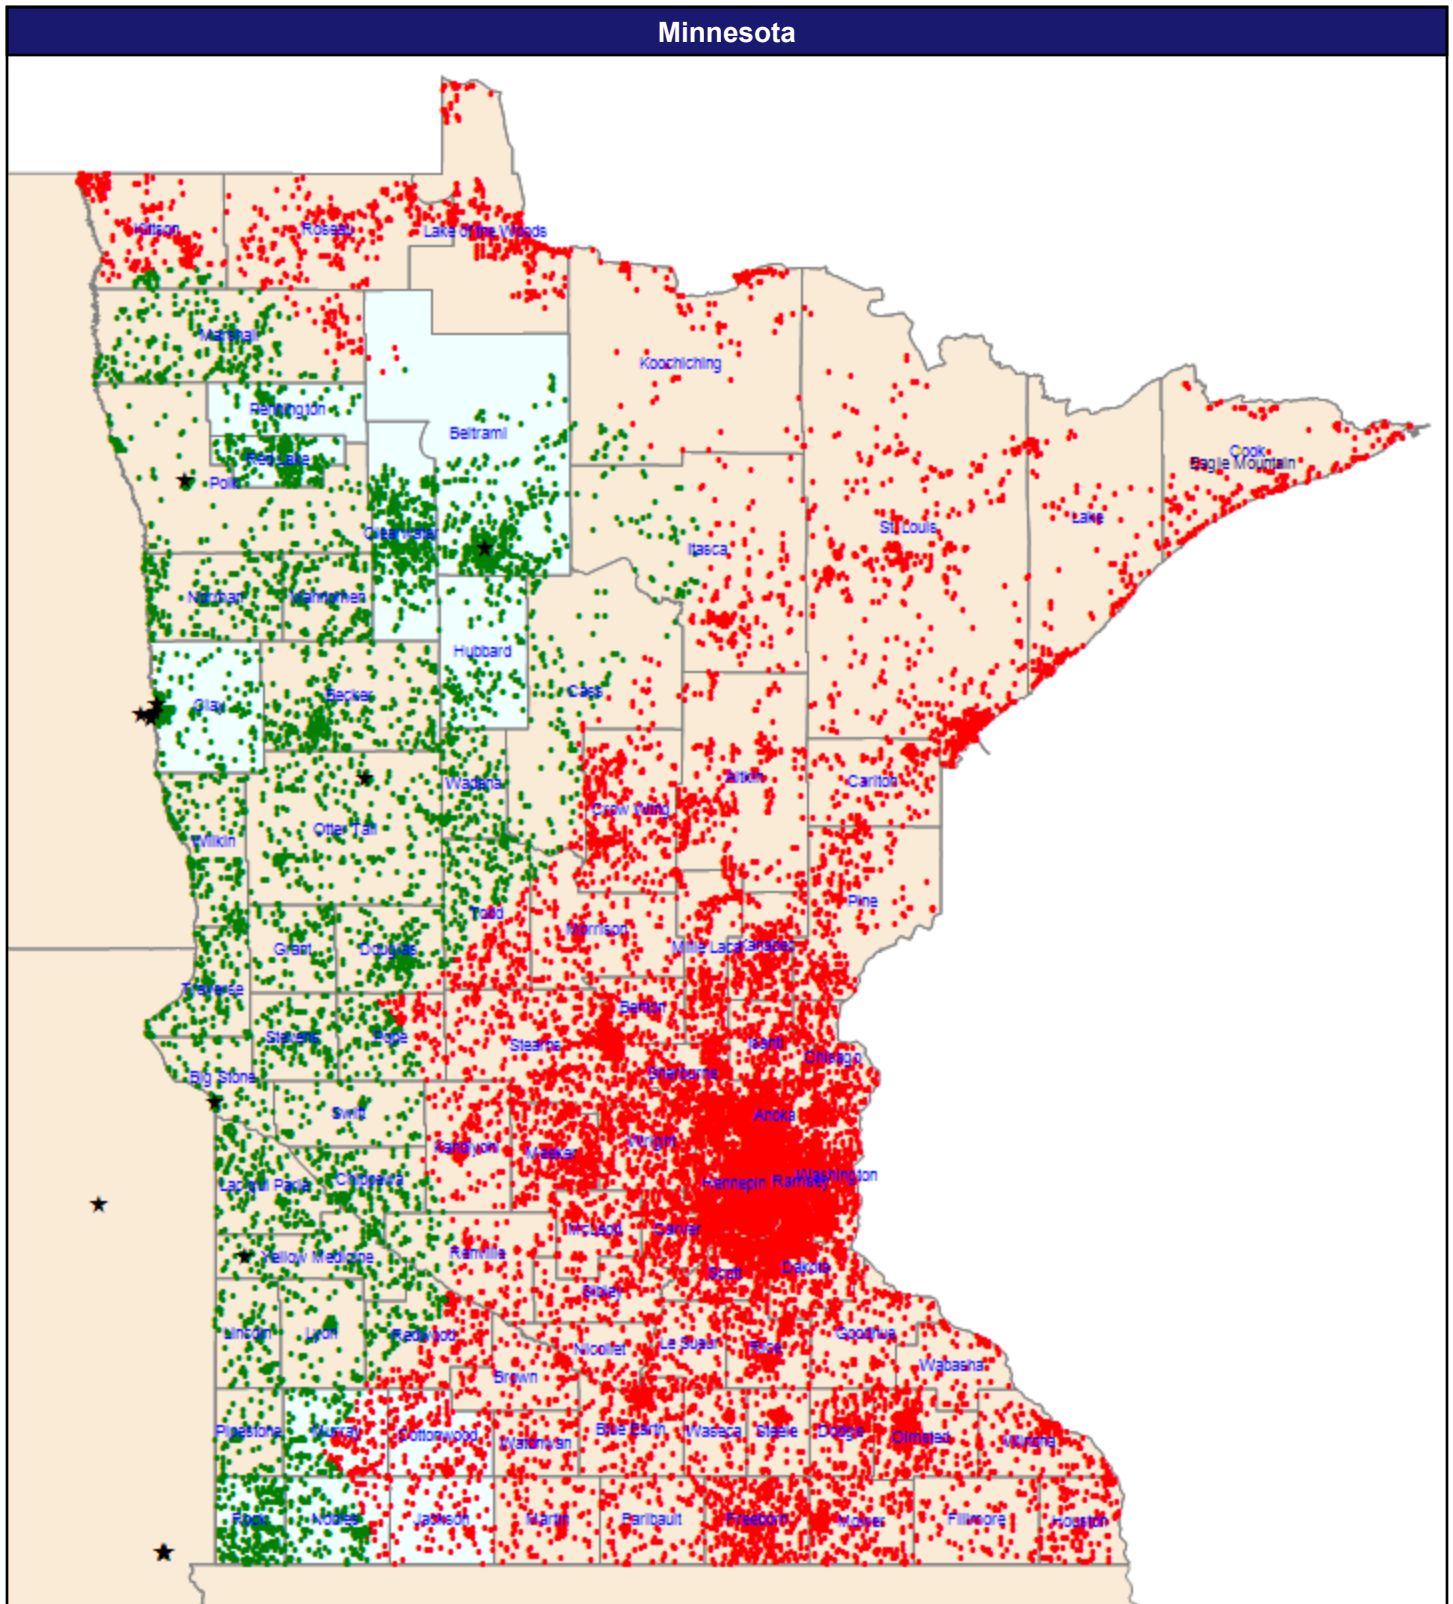 Minnesota
Kittson
Roseau
Lake of the Woods
Marshall
Koochiching
Pennington
Beltrami
Cook
Red Lake
Eagle Mountain
Polk
Lake
Clearwater
St. Louis
Itasca
Norman
Mahnomen
Hubbard
Cass
Becker
Clay
Aitkin
Wadena
Carlton
Crow Wing
Otter Tail
Wilkin
Pine
Todd
Morrison
Grant
Douglas
Mille Lacs
Kanabec
Traverse
Benton
Stevens
Pope
Stearns
Isanti
Chisago
Sherburne
Big Stone
Swift
Anoka
Wright
Kandiyohi
Meeker
Washington
Hennepin
Ramsey
Chippewa
Lac qui Parle
McLeod
Carver
Renville
Yellow Medicine
Dakota
Scott
Sibley
Lincoln
Lyon
Redwood
Goodhue
Le Sueur
Rice
Nicollet
Wabasha
Brown
Pipestone
Murray
Cottonwood
Blue Earth
Waseca
Steele
Dodge
Olmsted
Watonwan
Winona
Rock
Nobles
Jackson
Martin
Faribault
Freeborn
Mower
Fillmore
Houston